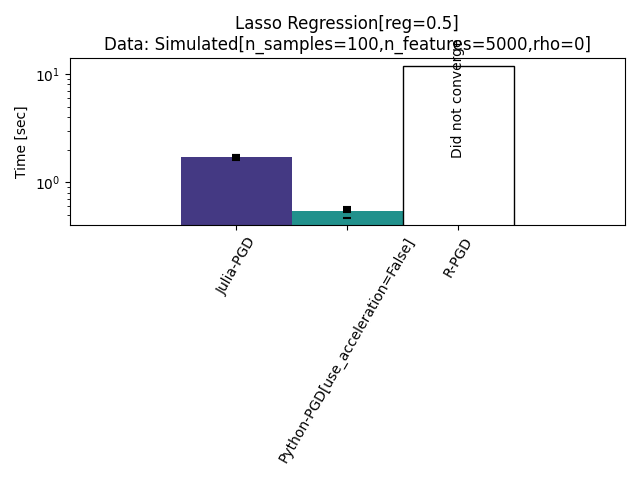 Lasso Regression[reg=0.5]
Data: Simulated[n_samples=100,n_features=5000,rho=0]
Time [sec]
10¹
10⁰
Did not converge
Julia-PGD
Python-PGD[use_acceleration=False]
R-PGD